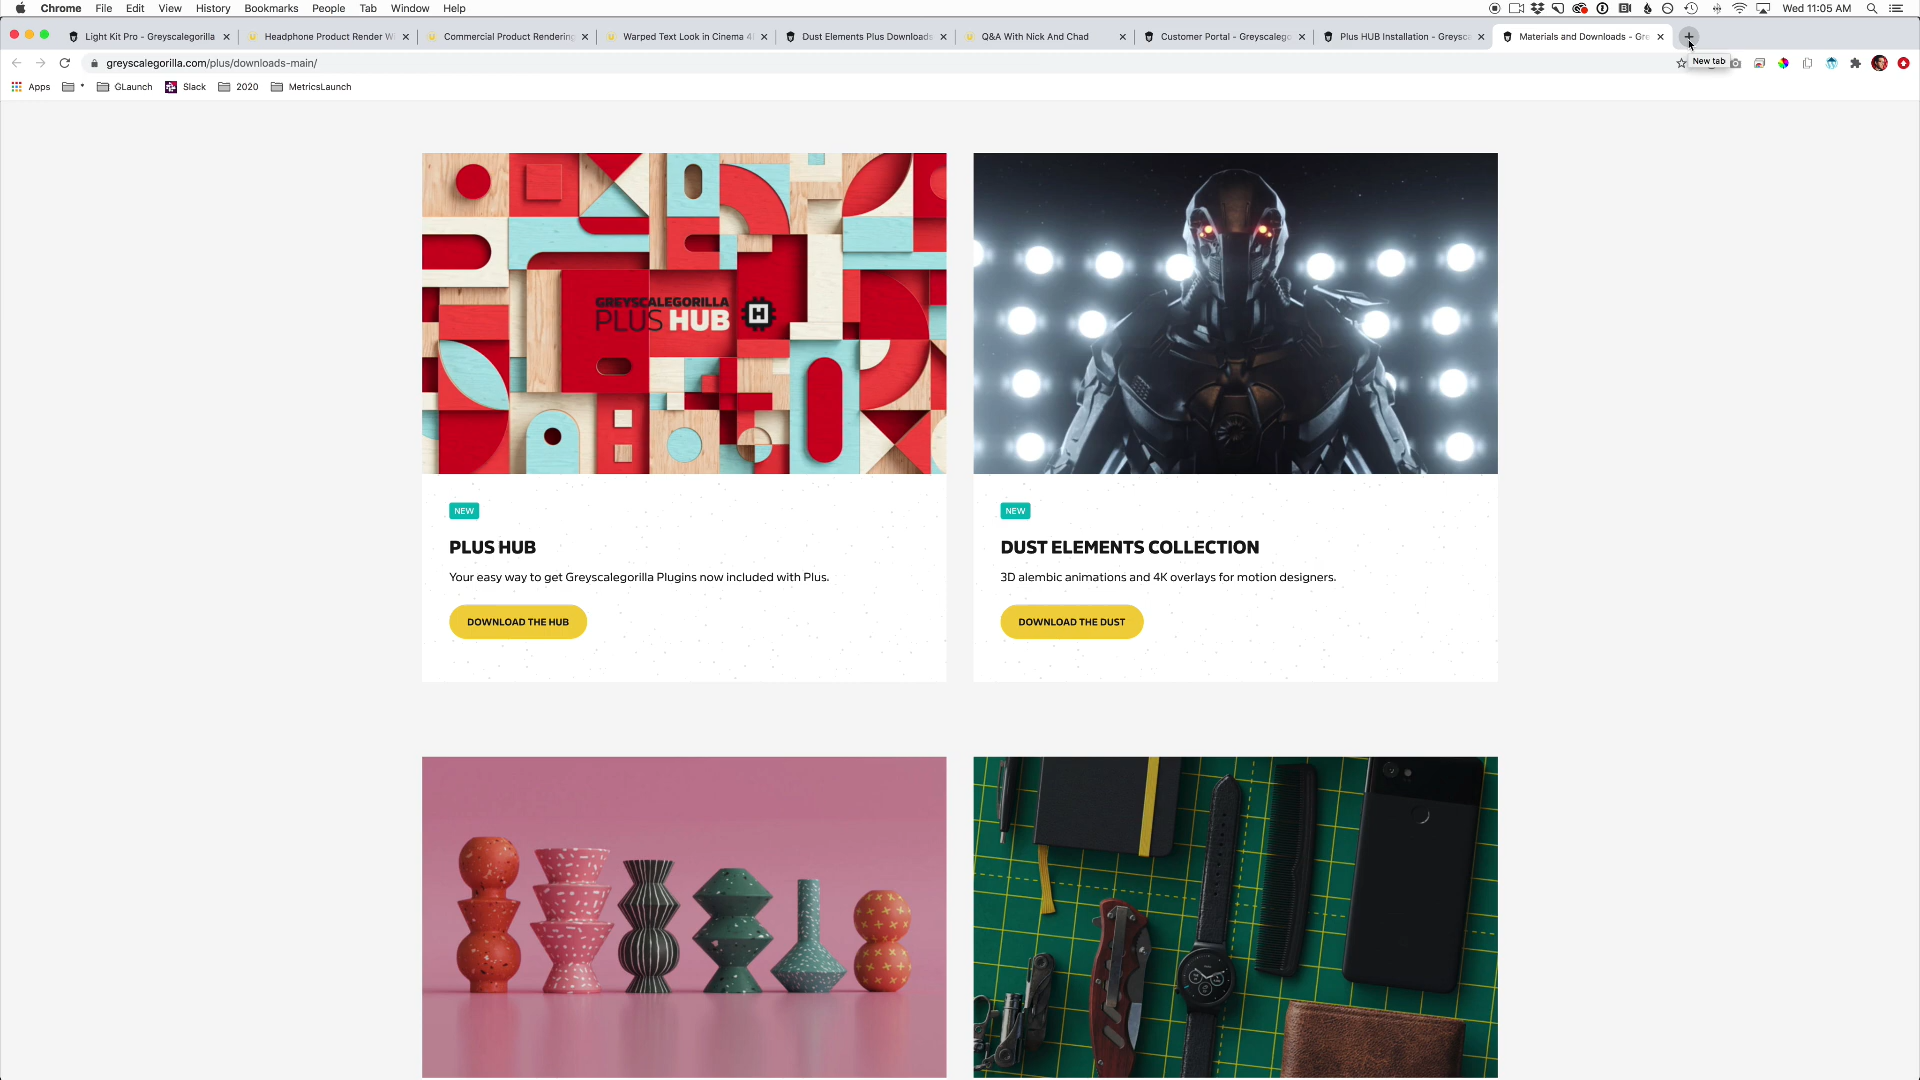 Chrome File Edit View History Bookmarks People Tab Window Help
Wed 11:05 AM
Light Kit Pro - Greyscalegorilla
Headphone Product Render Wi
Commercial Product Rendering
Warped Text Look in Cinema 4
Dust Elements Plus Downloads
Q&A With Nick And Chad
Customer Portal - Greyscalego
Plus HUB Installation - Greysca
Materials and Downloads - Gre
greyscalegorilla.com/plus/downloads-main/
New tab
Apps
GLaunch
Slack
2020
MetricsLaunch
GREYSCALEGORILLA
PLUS HUB H
NEW
PLUS HUB
Your easy way to get Greyscalegorilla Plugins now included with Plus.
DOWNLOAD THE HUB
NEW
DUST ELEMENTS COLLECTION
3D alembic animations and 4K overlays for motion designers.
DOWNLOAD THE DUST